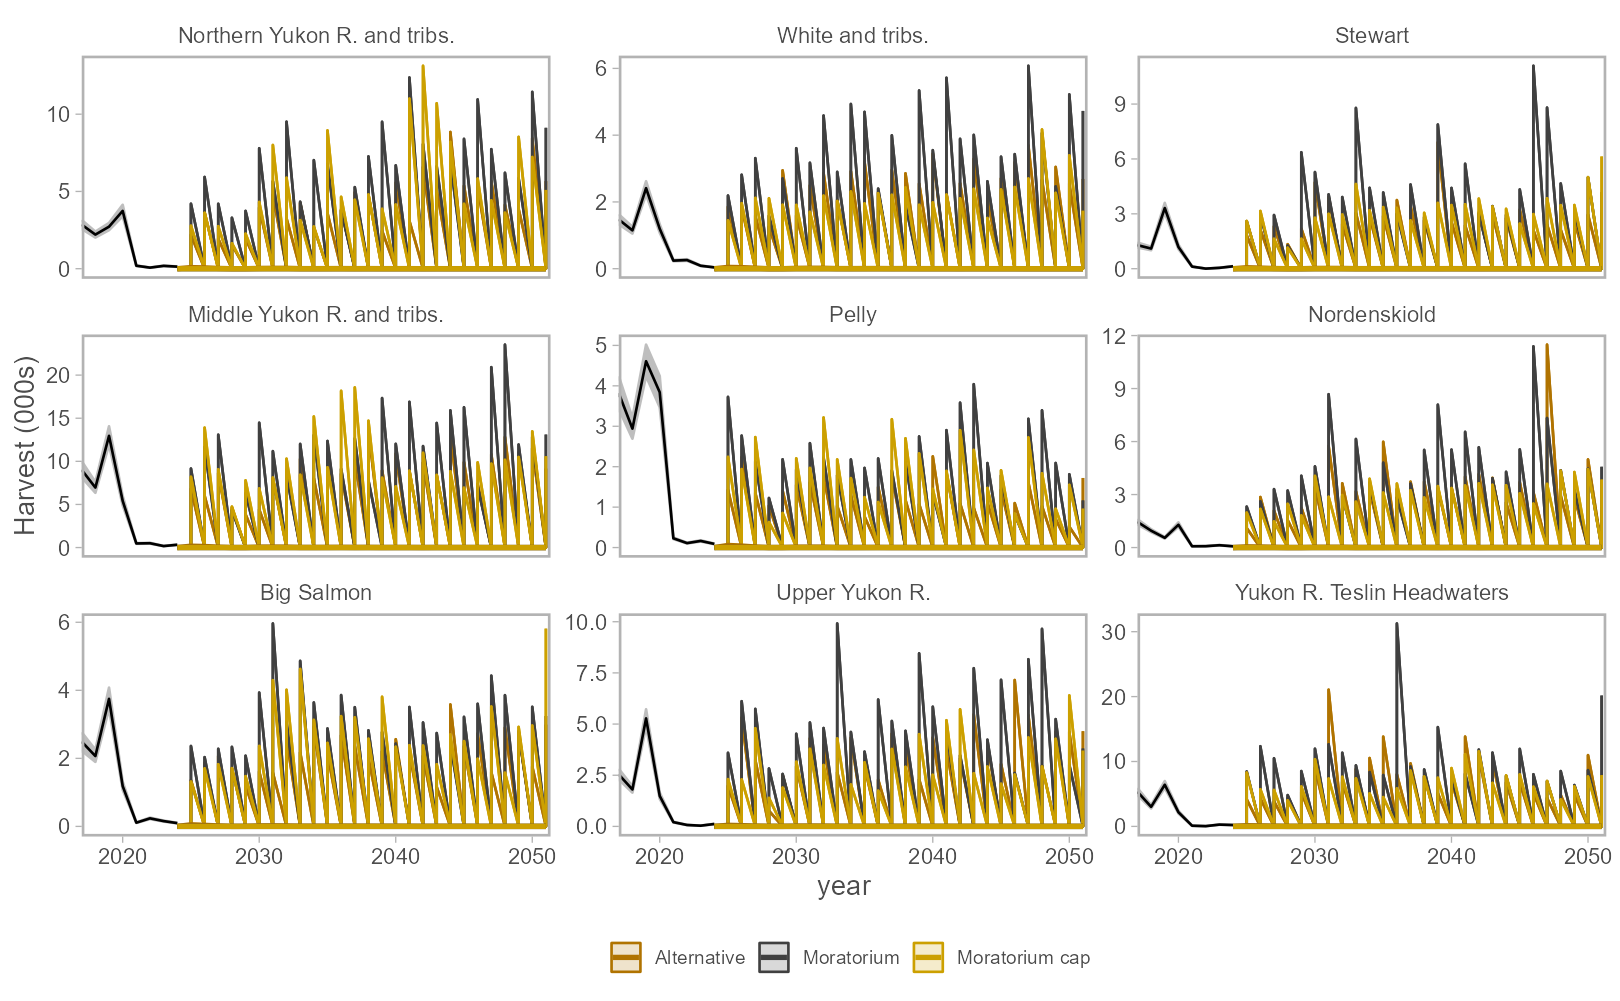 Northern Yukon R. and tribs.
White and tribs.
Stewart
10
5
0
6
4
2
0
9
6
3
0
Middle Yukon R. and tribs.
Pelly
Nordenskiold
20
15
10
5
0
5
4
3
2
1
0
12
9
6
3
0
Harvest (000s)
Big Salmon
Upper Yukon R.
Yukon R. Teslin Headwaters
6
4
2
0
10.0
7.5
5.0
2.5
0.0
30
20
10
0
2020 2030 2040 2050
2020 2030 2040 2050
2020 2030 2040 2050
year
Alternative Moratorium Moratorium cap